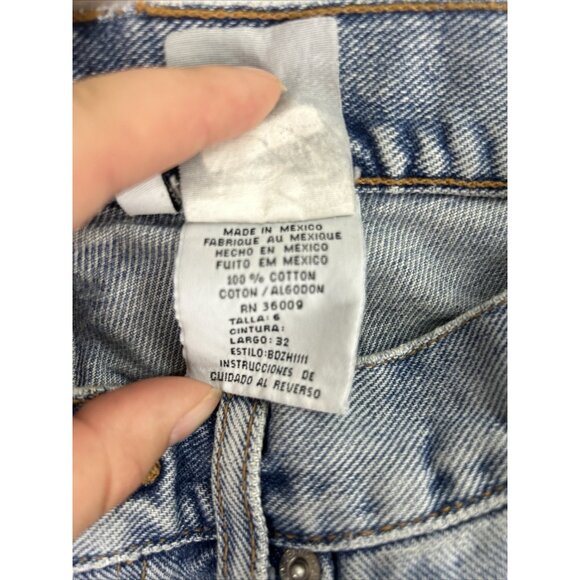 MADE IN MEXICO
FABRIQUE AU MEXIQUE
HECHO EN MEXICO
FUITO EM MEXICO
100 % COTTON
COTON / ALGODON
RN 36009
TALLA: 6
CINTURA:
LARGO: 32
ESTILO: BDZH1111
INSTRUCCIONES DE
CUIDADO AL REVERSO